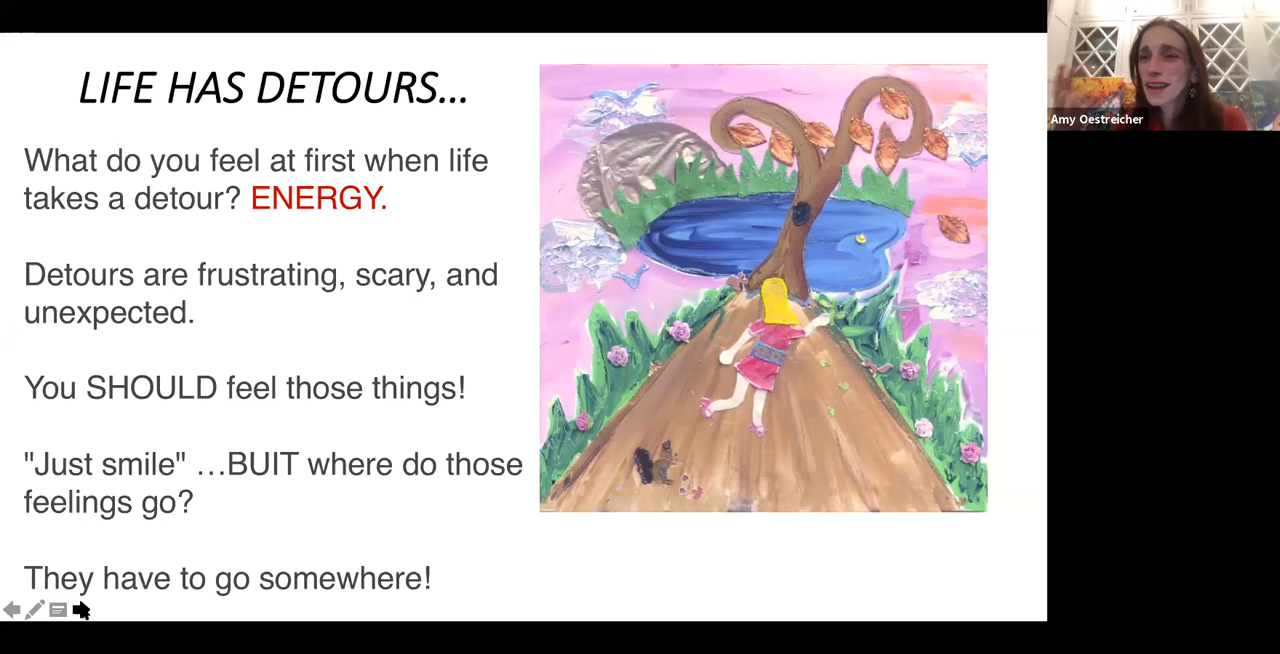 LIFE HAS DETOURS...
What do you feel at first when life
takes a detour? ENERGY.
Detours are frustrating, scary, and
unexpected.
You SHOULD feel those things!
"Just smile" …BUIT where do those
feelings go?
They have to go somewhere!
Amy Oestreicher